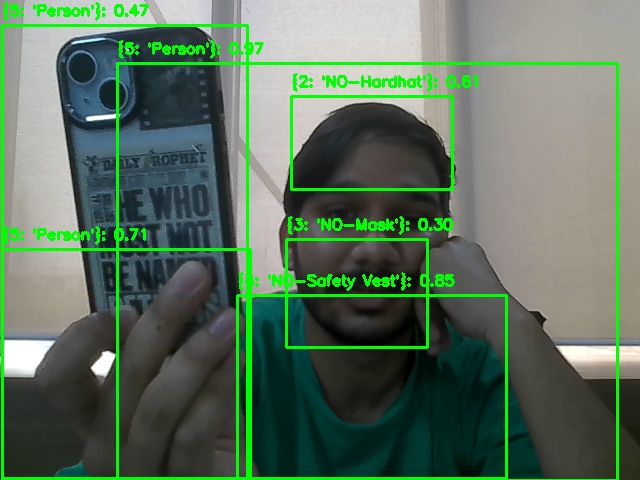 {5: 'Person'}: 0.47
{5: 'Person'}: 0.97
{2: 'NO-Hardhat'}: 0.61
DAILY PROPHET
HE WHO
NOT
BE
{3: 'NO-Mask'}: 0.30
{5: 'Person'}: 0.71
'NO-Safety Vest'}: 0.85